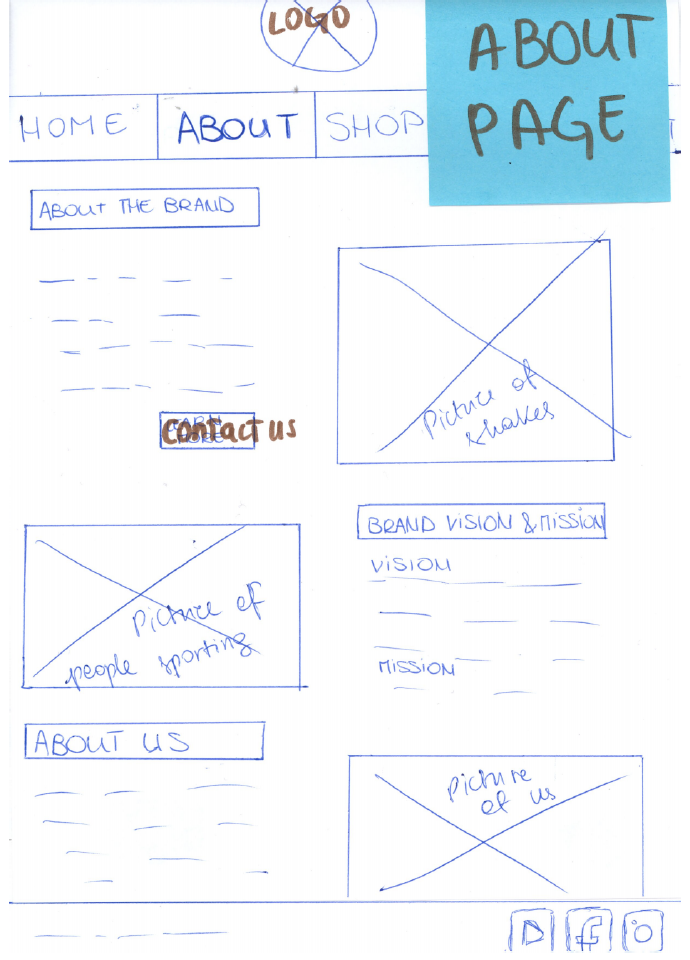 LOGO
ABOUT
PAGE
HOME
ABOUT
SHOP
ABOUT THE BRAND
Picture of
shakes
Contact us
BRAND VISION & MISSION
VISION
Picture of
people sporting
MISSION
ABOUT US
picture
of us